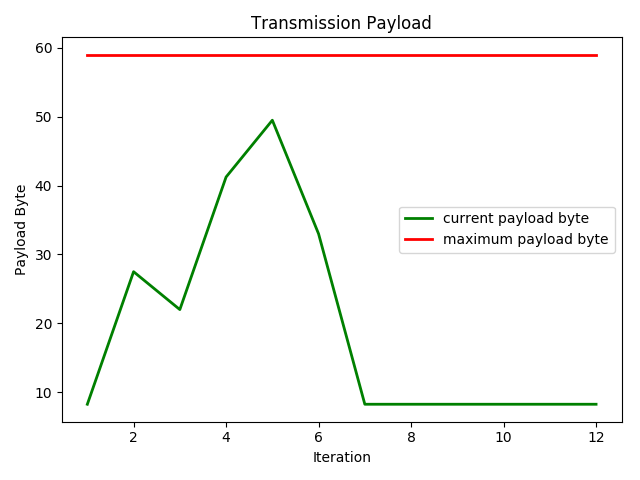 Transmission Payload
60
50
40
30
20
10
Payload Byte
current payload byte
maximum payload byte
2 4 6 8 10 12
Iteration